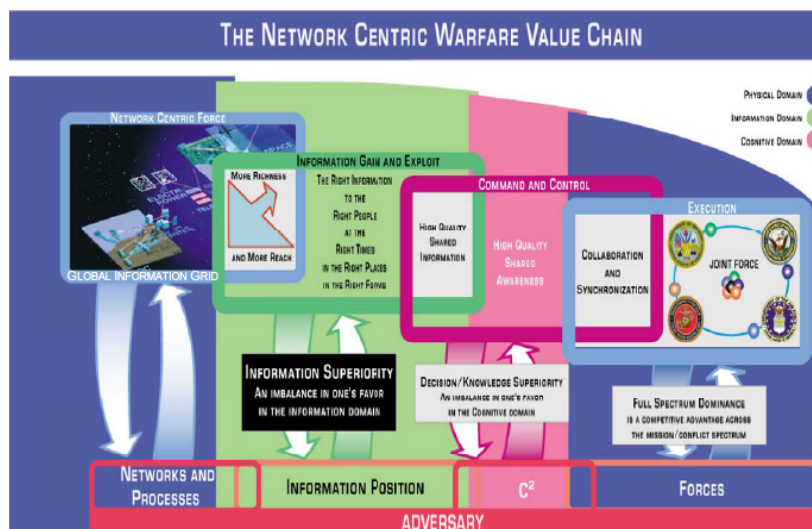 THE NETWORK CENTRIC WARFARE VALUE CHAIN
PHYSICAL DOMAIN
INFORMATION DOMAIN
COGNITIVE DOMAIN
NETWORK CENTRIC FORCE
SPACE
GLOBAL INFORMATION GRID
INFORMATION GAIN AND EXPLOIT
MORE RICHNESS
AND MORE REACH
THE RIGHT INFORMATION
TO THE
RIGHT PEOPLE
AT THE
RIGHT TIMES
IN THE RIGHT PLACES
IN THE RIGHT FORMS
HIGH QUALITY
SHARED
INFORMATION
COMMAND AND CONTROL
HIGH QUALITY
SHARED
AWARENESS
COLLABORATION
AND
SYNCHRONIZATION
EXECUTION
JOINT FORCE
INFORMATION SUPERIORITY
AN IMBALANCE IN ONE'S FAVOR
IN THE INFORMATION DOMAIN
DECISION/KNOWLEDGE SUPERIORITY
AN IMBALANCE IN ONE'S FAVOR
IN THE COGNITIVE DOMAIN
FULL SPECTRUM DOMINANCE
IS A COMPETITIVE ADVANTAGE ACROSS
THE MISSION/CONFLICT SPECTRUM
NETWORKS AND
PROCESSES
INFORMATION POSITION
C²
FORCES
ADVERSARY